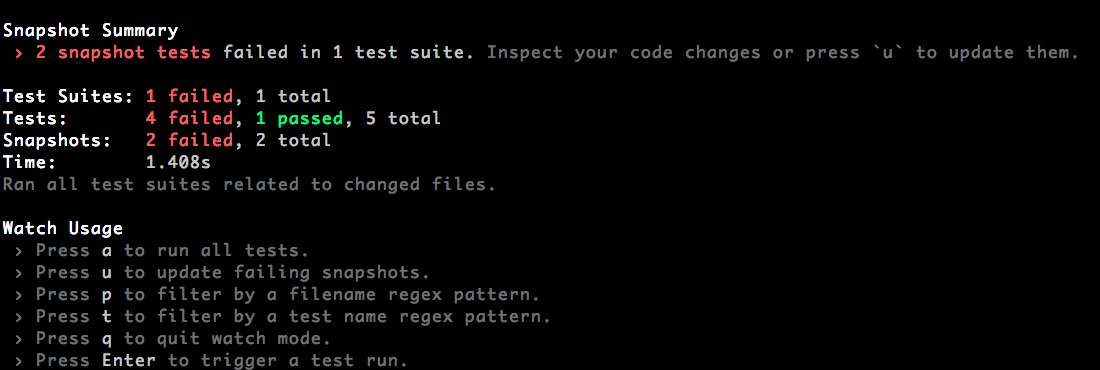 Snapshot Summary
› 2 snapshot tests failed in 1 test suite. Inspect your code changes or press `u` to update them.
Test Suites: 1 failed, 1 total
Tests: 4 failed, 1 passed, 5 total
Snapshots: 2 failed, 2 total
Time: 1.408s
Ran all test suites related to changed files.
Watch Usage
› Press a to run all tests.
› Press u to update failing snapshots.
› Press p to filter by a filename regex pattern.
› Press t to filter by a test name regex pattern.
› Press q to quit watch mode.
› Press Enter to trigger a test run.